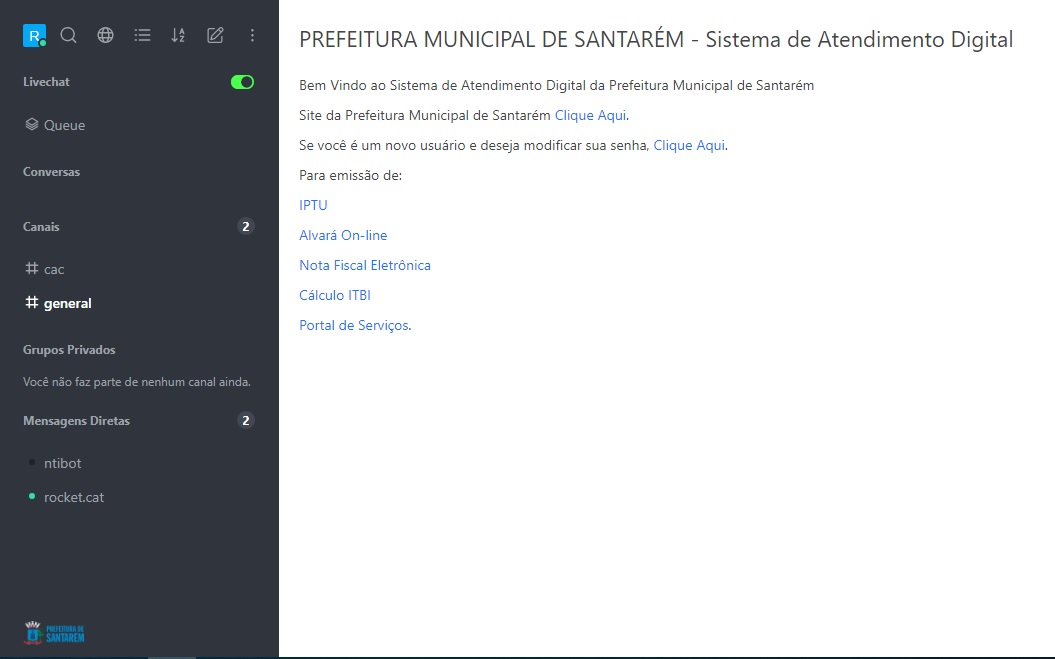 R
Livechat
Queue
Conversas
Canais 2
cac
general
Grupos Privados
Você não faz parte de nenhum canal ainda.
Mensagens Diretas 2
ntibot
rocket.cat
PREFEITURA DE
SANTARÉM
PREFEITURA MUNICIPAL DE SANTARÉM - Sistema de Atendimento Digital
Bem Vindo ao Sistema de Atendimento Digital da Prefeitura Municipal de Santarém
Site da Prefeitura Municipal de Santarém Clique Aqui.
Se você é um novo usuário e deseja modificar sua senha, Clique Aqui.
Para emissão de:
IPTU
Alvará On-line
Nota Fiscal Eletrônica
Cálculo ITBI
Portal de Serviços.